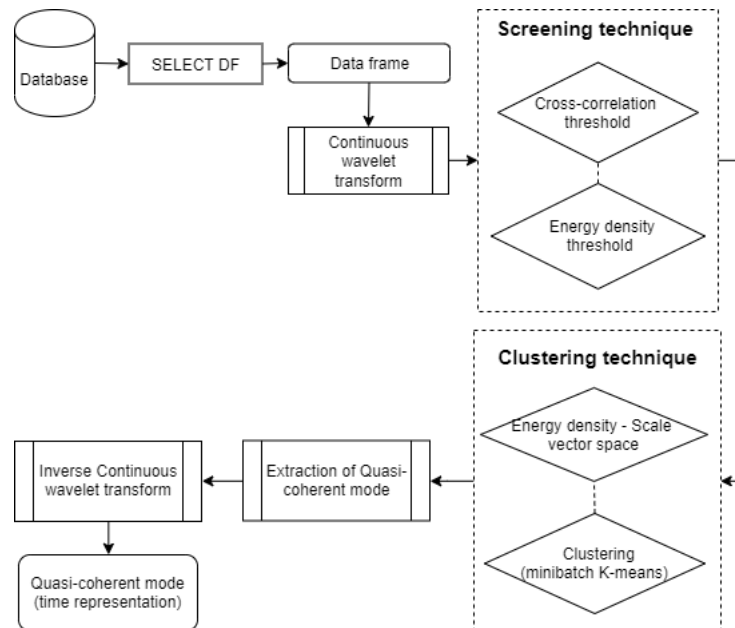 Database
SELECT DF
Data frame
Continuous
wavelet
transform
Screening technique
Cross-correlation
threshold
Energy density
threshold
Clustering technique
Energy density - Scale
vector space
Clustering
(minibatch K-means)
Extraction of Quasi-
coherent mode
Inverse Continuous
wavelet transform
Quasi-coherent mode
(time representation)